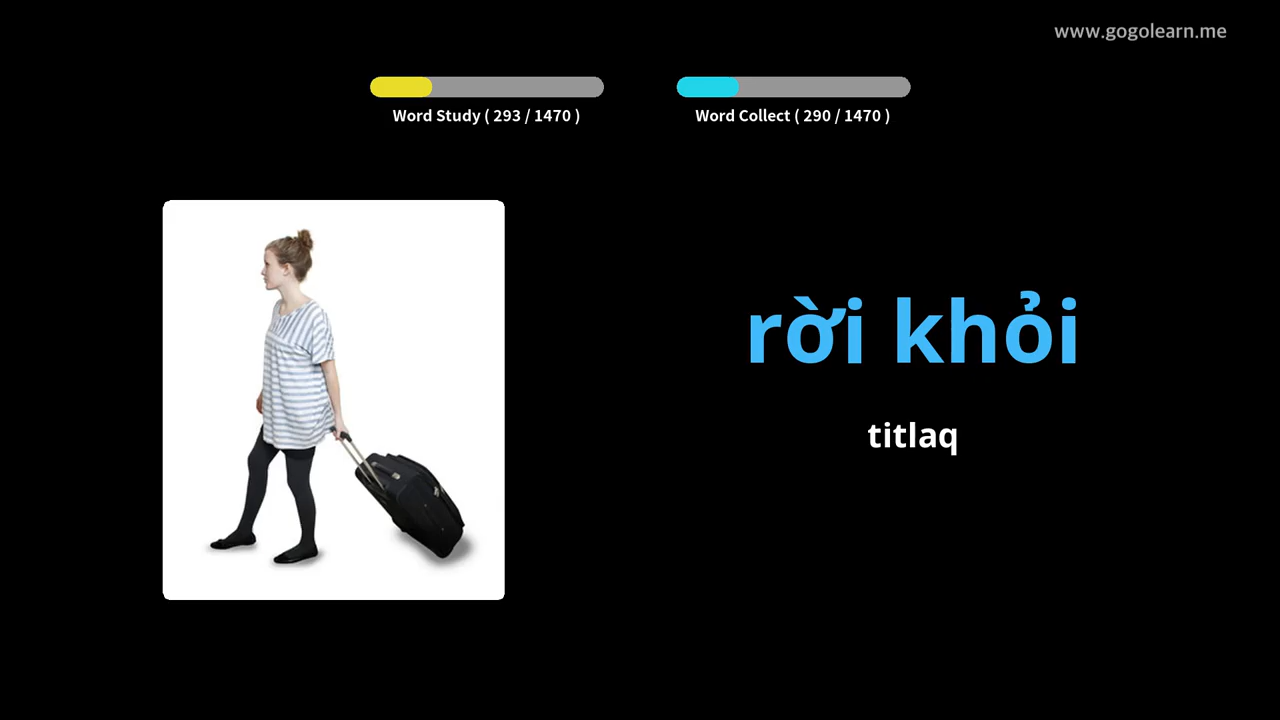 www.gogolearn.me
Word Study ( 293 / 1470 )
Word Collect ( 290 / 1470 )
rời khỏi
titlaq